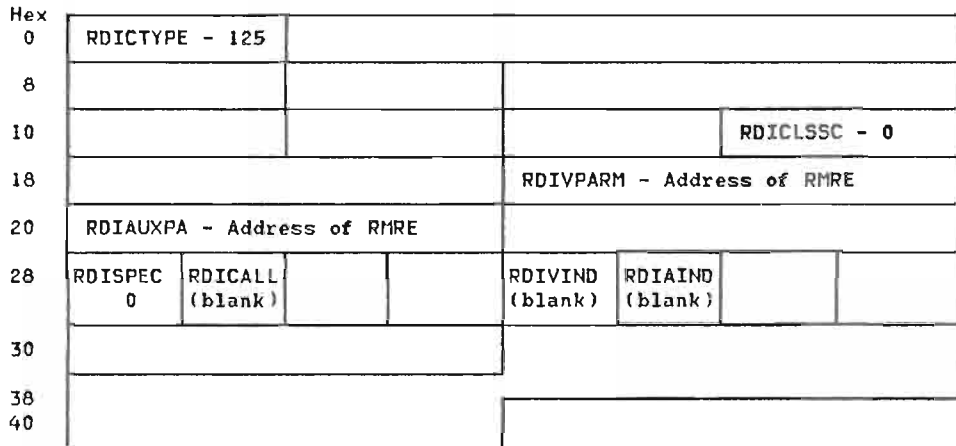 Hex
0 RDICTYPE - 125
8
10 RDICLSSC - 0
18 RDIVPARM - Address of RMRE
20 RDIAUXPA - Address of RMRE
28 RDISPEC RDICALL RDIVIND RDIAIND
0 (blank) (blank) (blank)
30
38
40